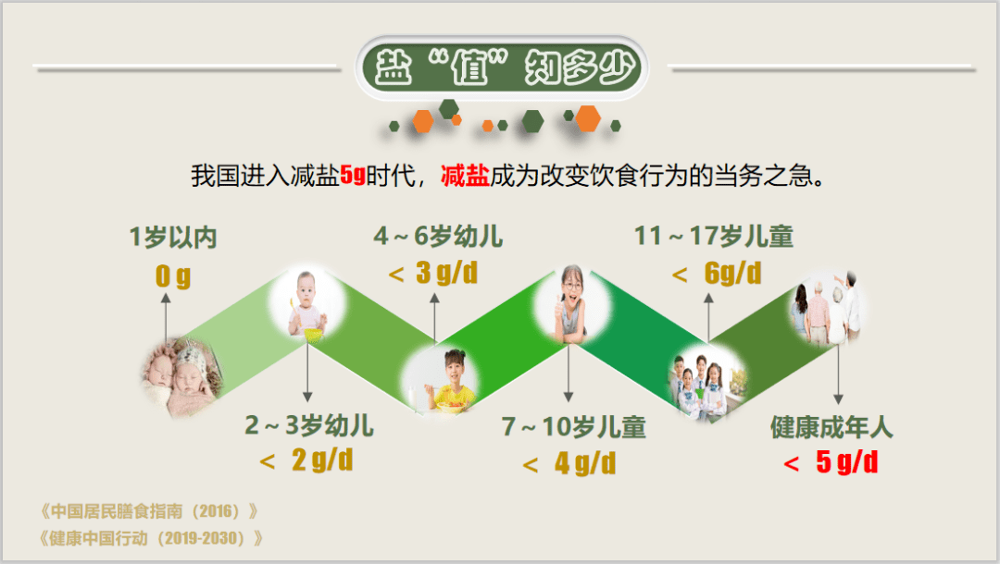 盐“值”知多少
我国进入减盐5g时代，减盐成为改变饮食行为的当务之急。
1岁以内
0 g
4～6岁幼儿
＜ 3 g/d
11～17岁儿童
＜ 6g/d
2～3岁幼儿
＜ 2 g/d
7～10岁儿童
＜ 4 g/d
健康成年人
＜ 5 g/d
《中国居民膳食指南（2016）》
《健康中国行动（2019-2030）》